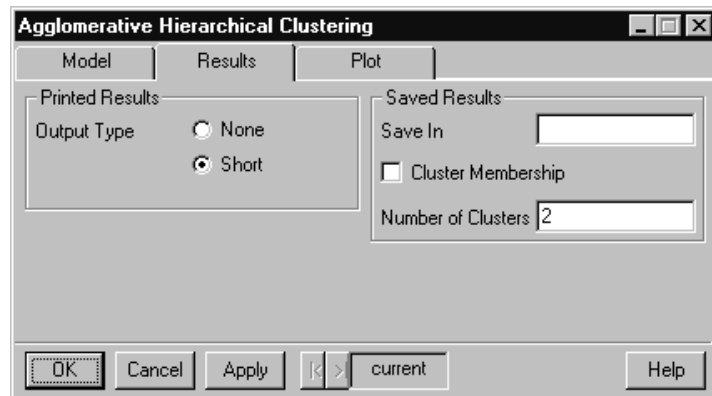 Agglomerative Hierarchical Clustering
Model Results Plot
Printed Results
Output Type None
Short
Saved Results
Save In
Cluster Membership
Number of Clusters 2
OK Cancel Apply current Help